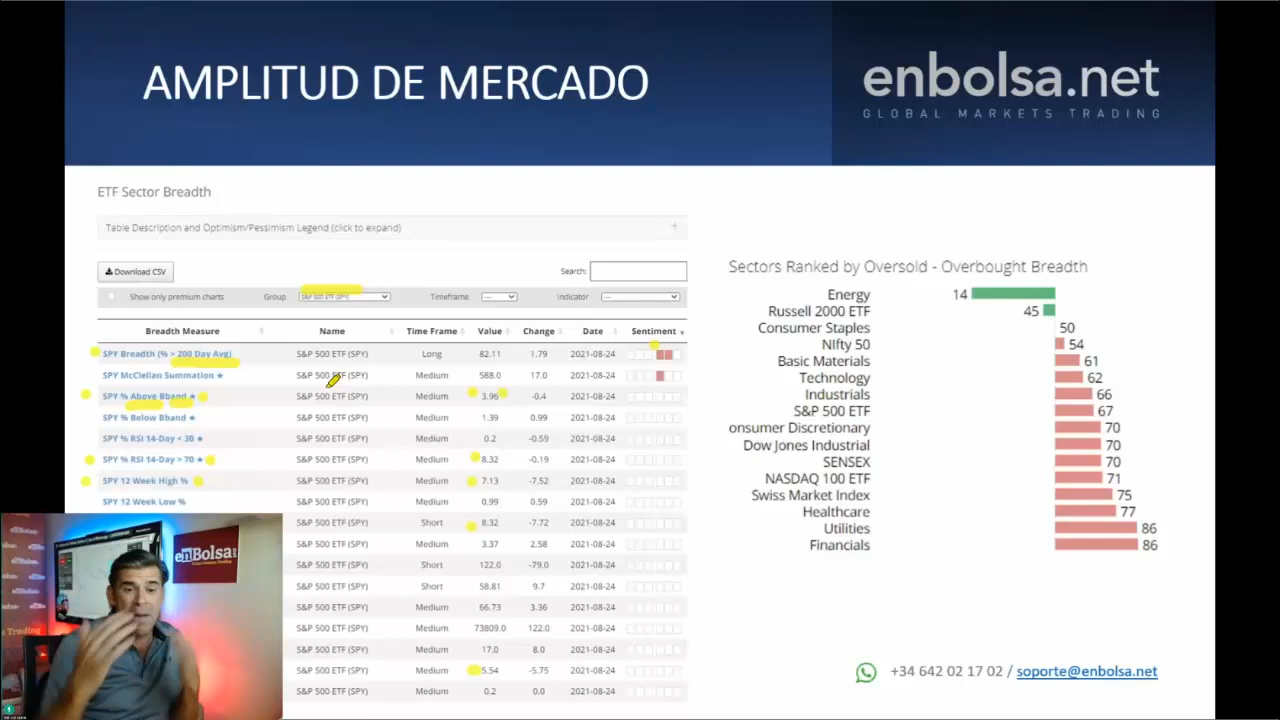 AMPLITUD DE MERCADO
enbolsa.net
GLOBAL MARKETS TRADING
ETF Sector Breadth
Table Description and Optimism/Pessimism Legend (click to expand) +
Download CSV
Search:
Show only premium charts Group: S&P 500 ETF (SPY) Timeframe: --- Indicator: ---
Breadth Measure Name Time Frame Value Change Date Sentiment
SPY Breadth (% > 200 Day Avg) S&P 500 ETF (SPY) Long 82.11 1.79 2021-08-24
SPY McClellan Summation ★ S&P 500 ETF (SPY) Medium 588.0 17.0 2021-08-24
SPY % Above Bband ★ S&P 500 ETF (SPY) Medium 3.96 -0.4 2021-08-24
SPY % Below Bband ★ S&P 500 ETF (SPY) Medium 1.39 0.99 2021-08-24
SPY % RSI 14-Day < 30 ★ S&P 500 ETF (SPY) Medium 0.2 -0.59 2021-08-24
SPY % RSI 14-Day > 70 ★ S&P 500 ETF (SPY) Medium 8.32 -0.19 2021-08-24
SPY 12 Week High % S&P 500 ETF (SPY) Medium 7.13 -7.52 2021-08-24
SPY 12 Week Low % S&P 500 ETF (SPY) Medium 0.99 0.59 2021-08-24
S&P 500 ETF (SPY) Short 8.32 -7.72 2021-08-24
S&P 500 ETF (SPY) Medium 3.37 2.58 2021-08-24
S&P 500 ETF (SPY) Short 122.0 -79.0 2021-08-24
S&P 500 ETF (SPY) Short 58.81 9.7 2021-08-24
S&P 500 ETF (SPY) Medium 66.73 3.36 2021-08-24
S&P 500 ETF (SPY) Medium 73809.0 122.0 2021-08-24
S&P 500 ETF (SPY) Medium 17.0 8.0 2021-08-24
S&P 500 ETF (SPY) Medium 5.54 -5.75 2021-08-24
S&P 500 ETF (SPY) Medium 0.2 0.0 2021-08-24
Sectors Ranked by Oversold - Overbought Breadth
Energy 14
Russell 2000 ETF 45
Consumer Staples 50
NIfty 50 54
Basic Materials 61
Technology 62
Industrials 66
S&P 500 ETF 67
onsumer Discretionary 70
Dow Jones Industrial 70
SENSEX 70
NASDAQ 100 ETF 71
Swiss Market Index 75
Healthcare 77
Utilities 86
Financials 86
+34 642 02 17 02 / soporte@enbolsa.net
enBolsa